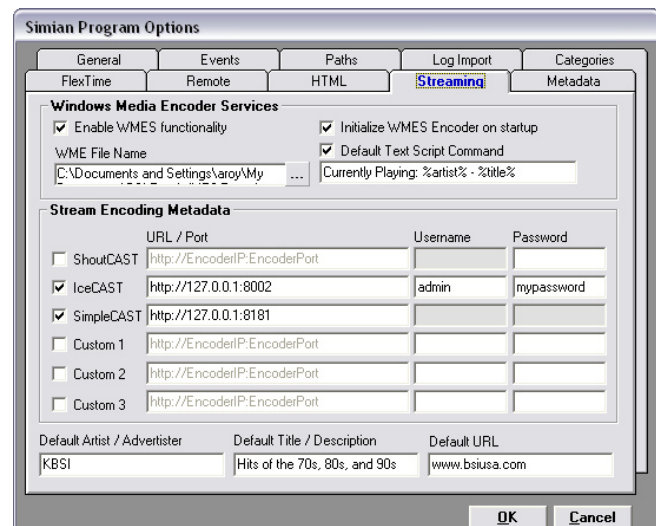 Simian Program Options
General Events Paths Log Import Categories
FlexTime Remote HTML Streaming Metadata
Windows Media Encoder Services
Enable WMES functionality Initialize WMES Encoder on startup
WME File Name Default Text Script Command
C:\Documents and Settings\aroy\My ... Currently Playing: %artist% - %title%
Stream Encoding Metadata
URL / Port Username Password
ShoutCAST http://EncoderIP:EncoderPort
IceCAST http://127.0.0.1:8002 admin mypassword
SimpleCAST http://127.0.0.1:8181
Custom 1 http://EncoderIP:EncoderPort
Custom 2 http://EncoderIP:EncoderPort
Custom 3 http://EncoderIP:EncoderPort
Default Artist / Advertister Default Title / Description Default URL
KBSI Hits of the 70s, 80s, and 90s www.bsiusa.com
OK Cancel